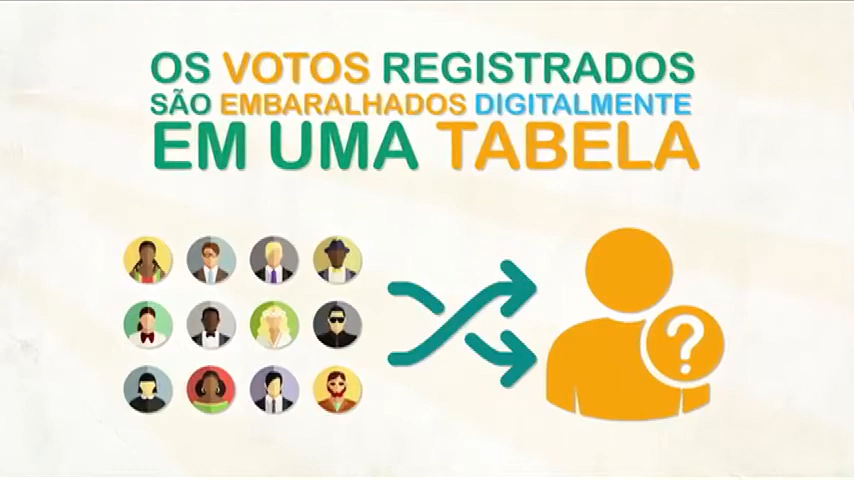 OS VOTOS REGISTRADOS
SÃO EMBARALHADOS DIGITALMENTE
EM UMA TABELA
?